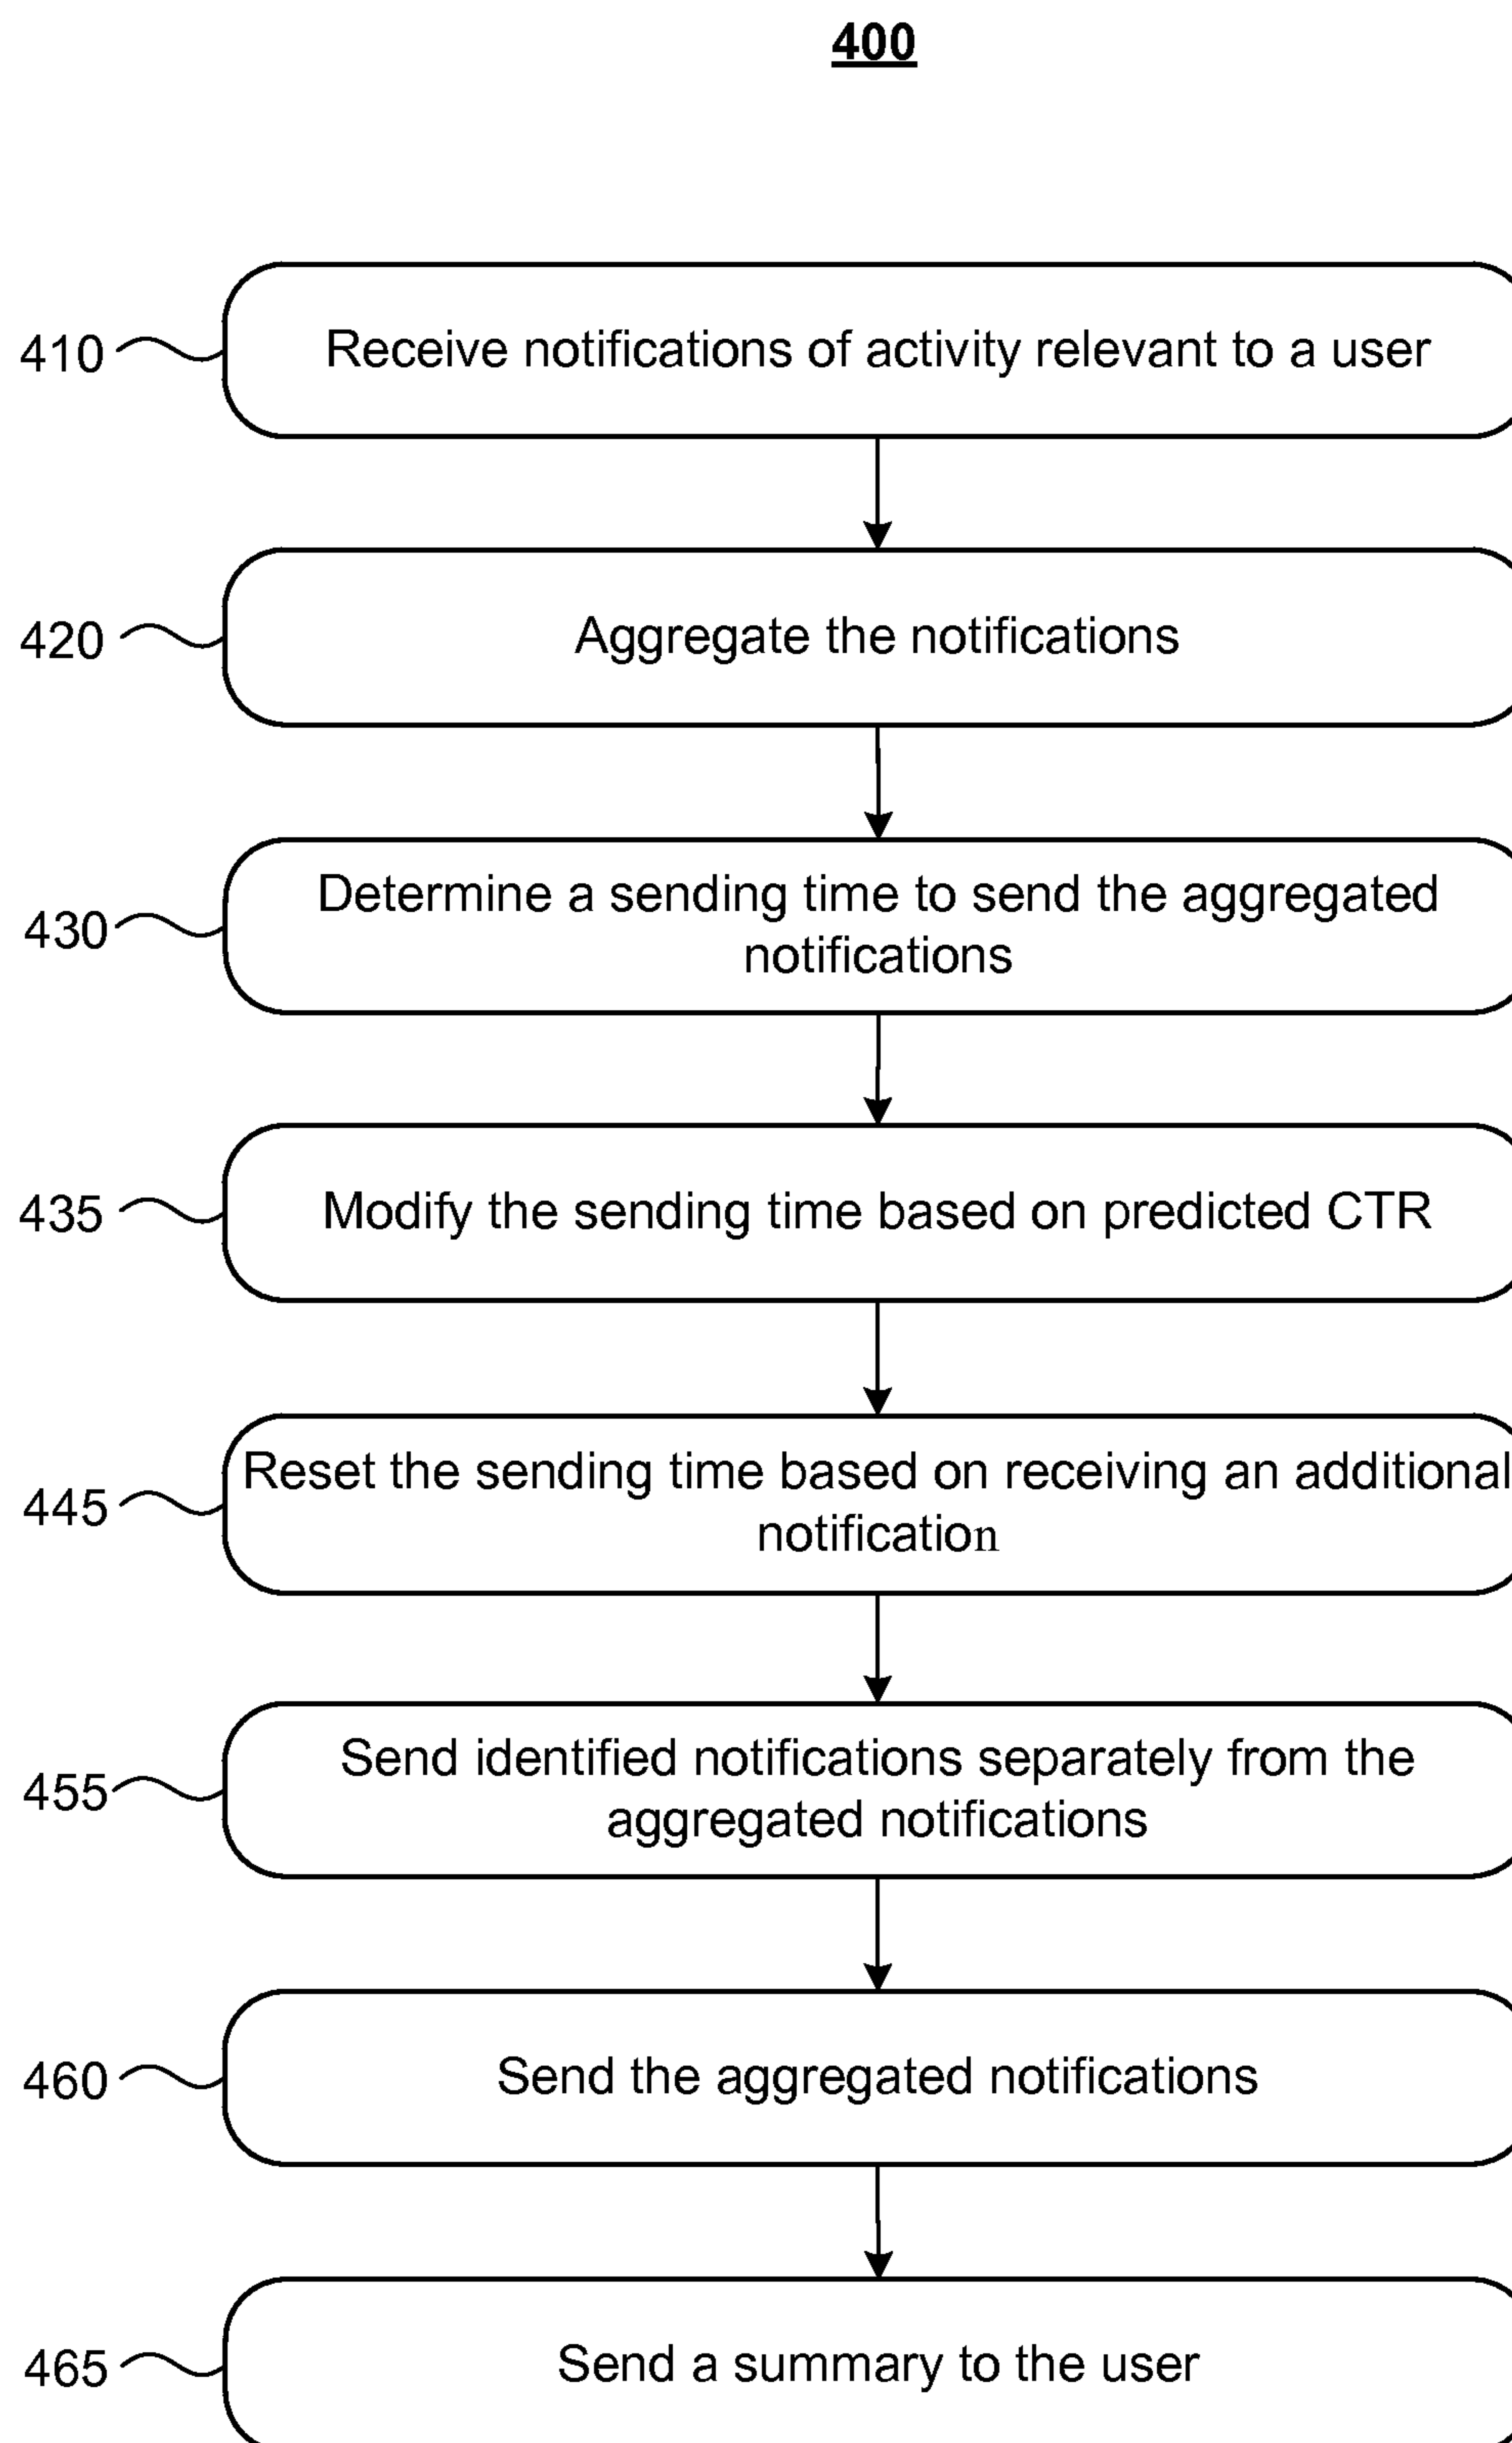 400
410
Receive notifications of activity relevant to a user
420
Aggregate the notifications
430
Determine a sending time to send the aggregated
notifications
435
Modify the sending time based on predicted CTR
445
Reset the sending time based on receiving an additional
notification
455
Send identified notifications separately from the
aggregated notifications
460
Send the aggregated notifications
465
Send a summary to the user